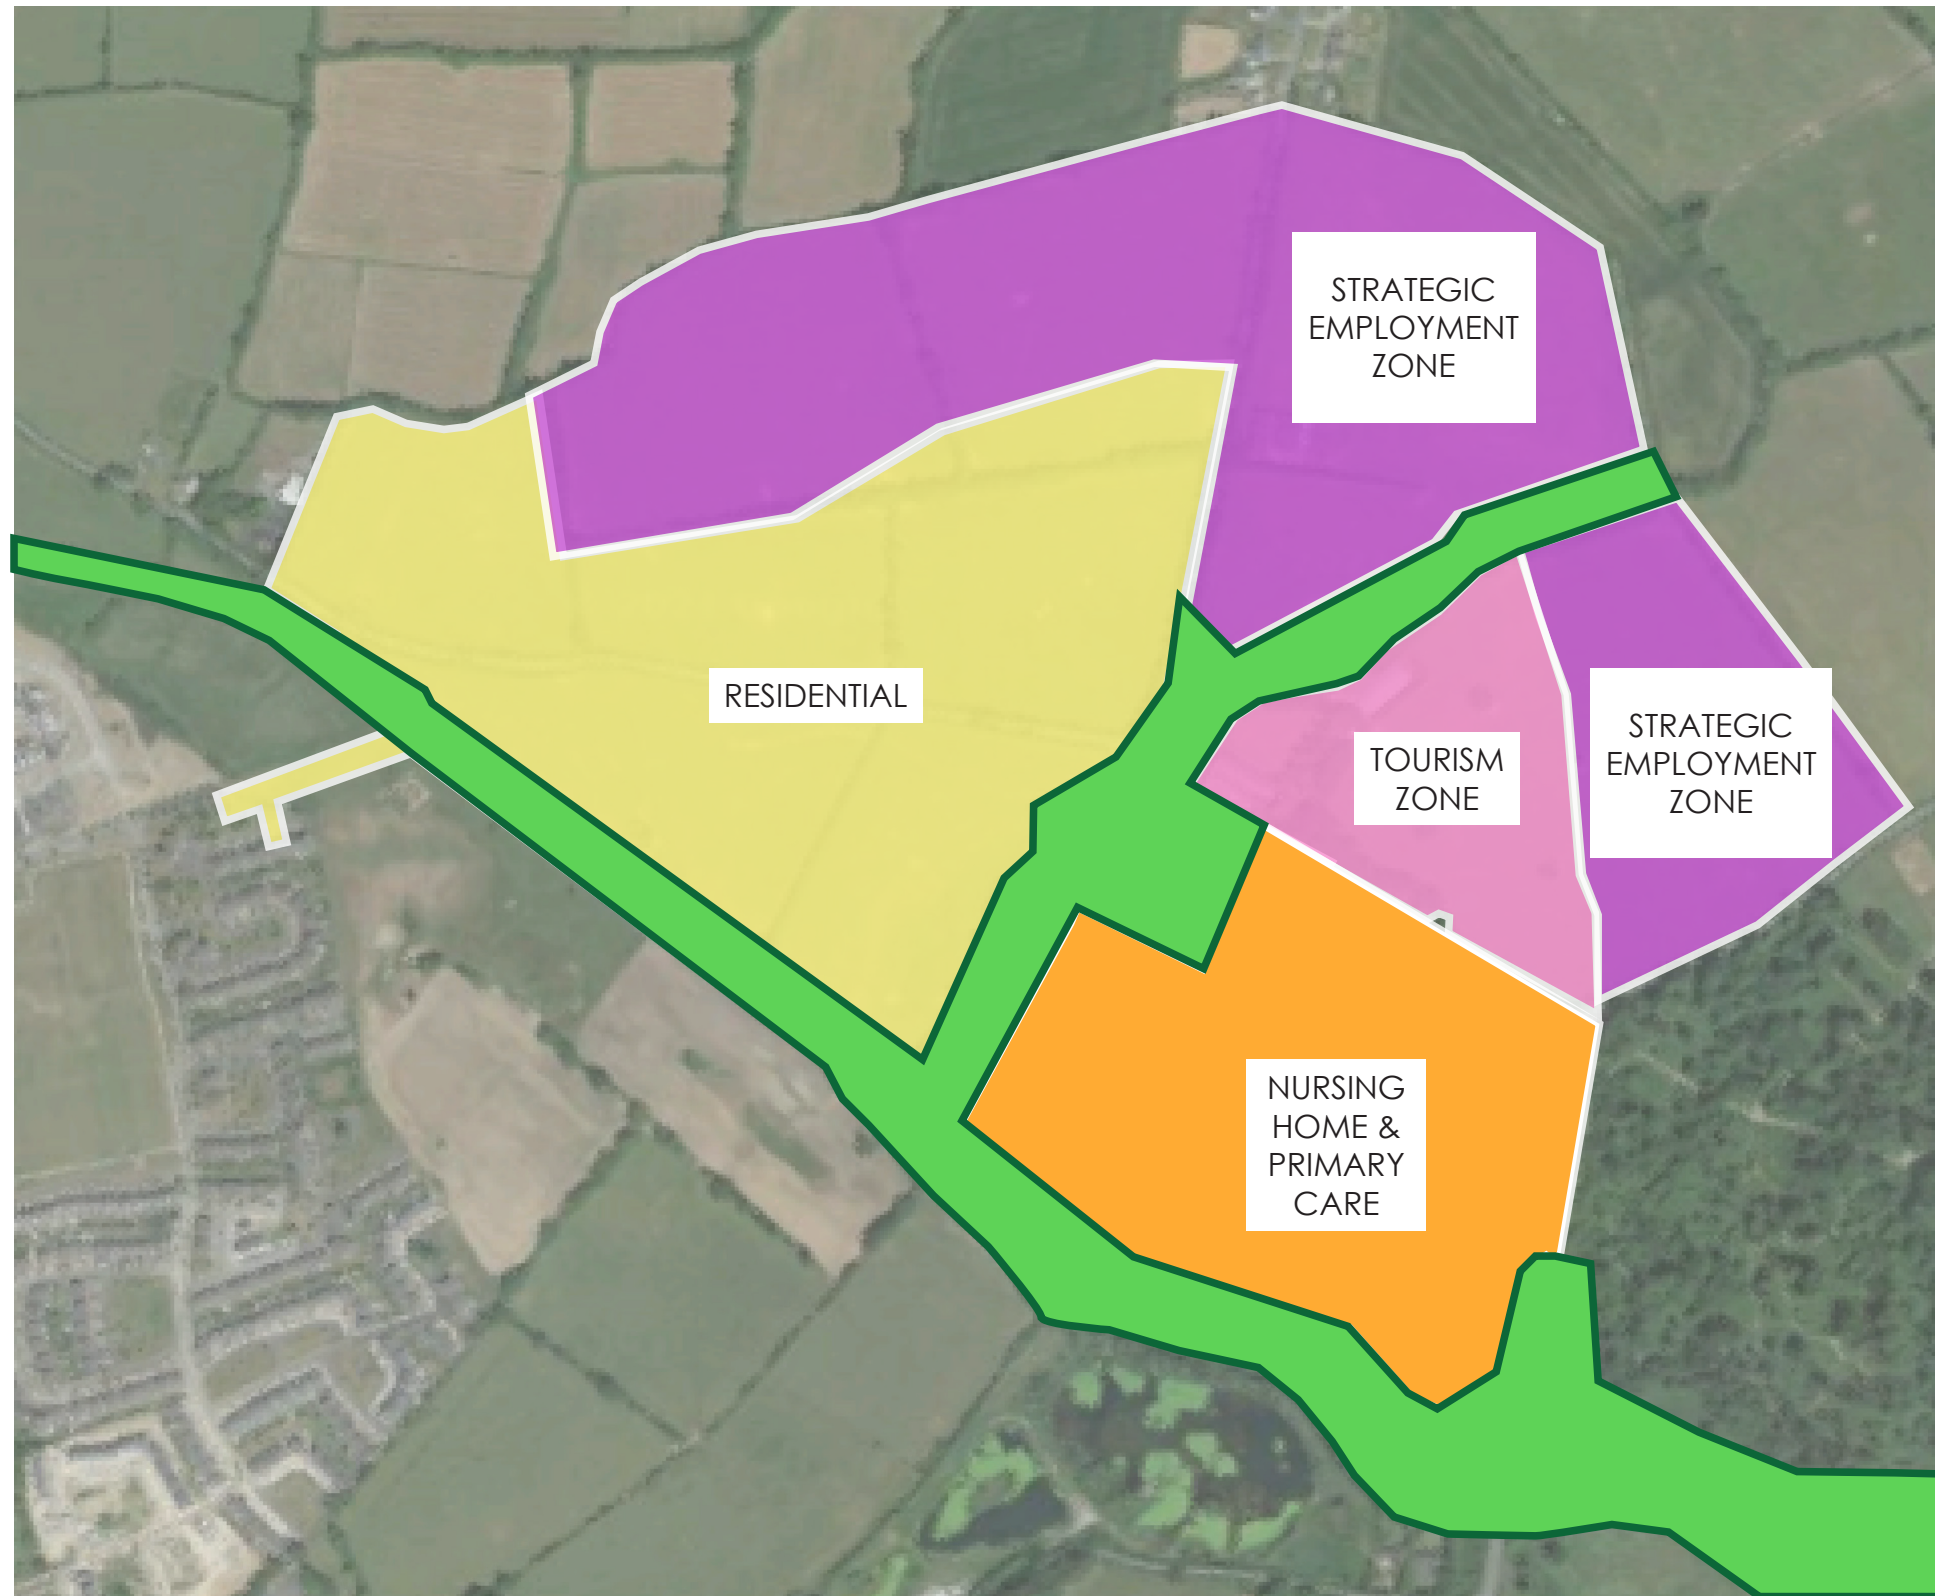 STRATEGIC
EMPLOYMENT
ZONE
RESIDENTIAL
TOURISM
ZONE
STRATEGIC
EMPLOYMENT
ZONE
NURSING
HOME &
PRIMARY
CARE